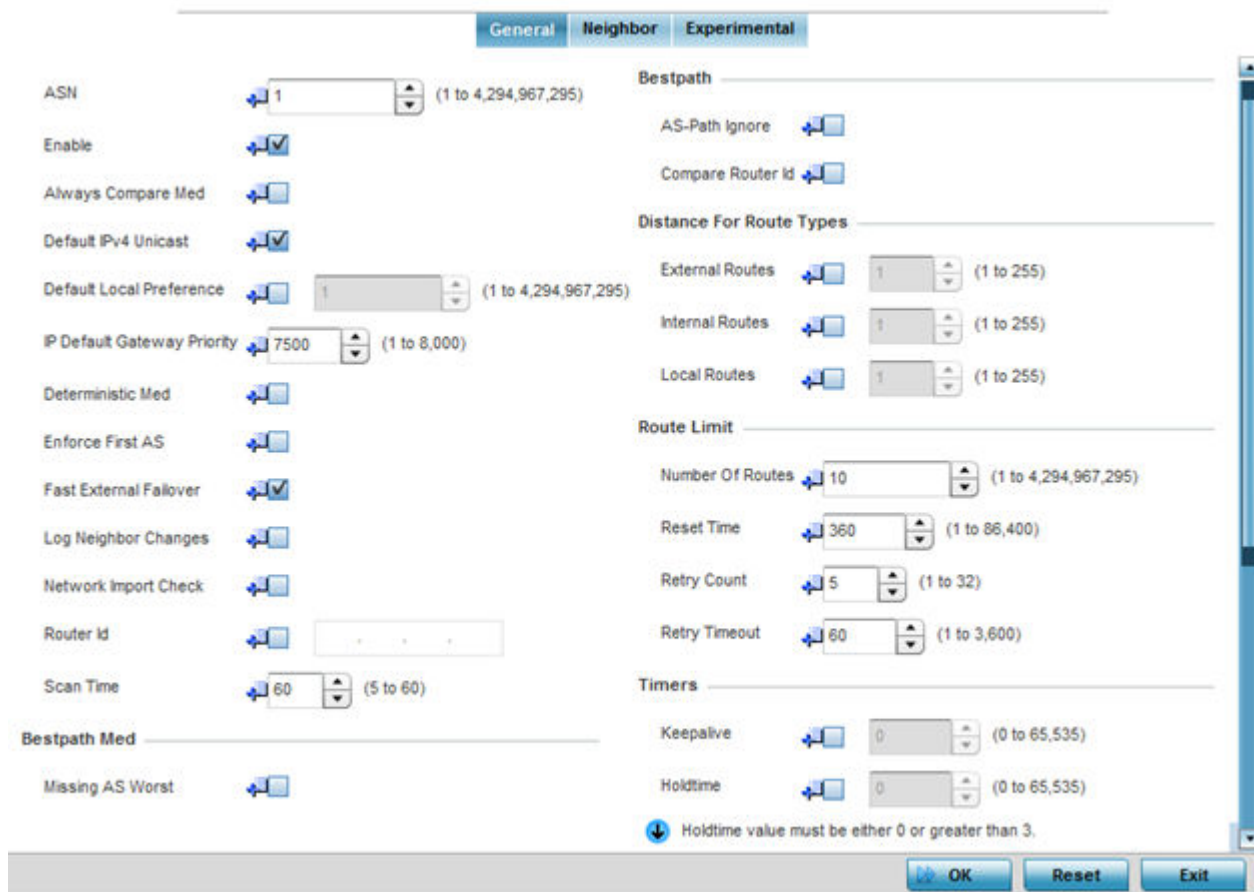 General Neighbor Experimental
ASN 1 (1 to 4,294,967,295)
Enable
Always Compare Med
Default IPv4 Unicast
Default Local Preference 1 (1 to 4,294,967,295)
IP Default Gateway Priority 7500 (1 to 8,000)
Deterministic Med
Enforce First AS
Fast External Failover
Log Neighbor Changes
Network Import Check
Router Id . . .
Scan Time 60 (5 to 60)
Bestpath Med
Missing AS Worst
Bestpath
AS-Path Ignore
Compare Router Id
Distance For Route Types
External Routes 1 (1 to 255)
Internal Routes 1 (1 to 255)
Local Routes 1 (1 to 255)
Route Limit
Number Of Routes 10 (1 to 4,294,967,295)
Reset Time 360 (1 to 86,400)
Retry Count 5 (1 to 32)
Retry Timeout 60 (1 to 3,600)
Timers
Keepalive 0 (0 to 65,535)
Holdtime 0 (0 to 65,535)
Holdtime value must be either 0 or greater than 3.
OK Reset Exit